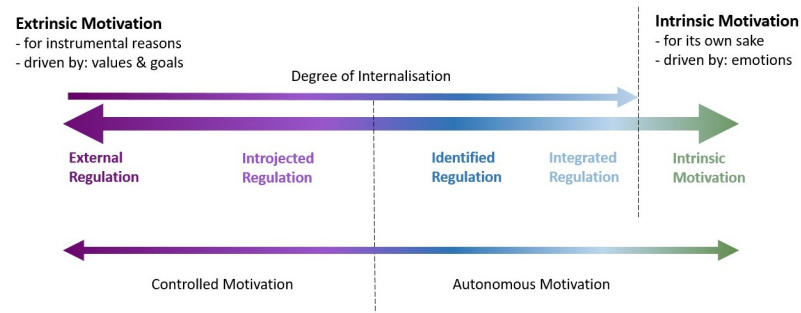 Extrinsic Motivation
- for instrumental reasons
- driven by: values & goals
Intrinsic Motivation
- for its own sake
- driven by: emotions
Degree of Internalisation
External
Regulation
Introjected
Regulation
Identified
Regulation
Integrated
Regulation
Intrinsic
Motivation
Controlled Motivation
Autonomous Motivation